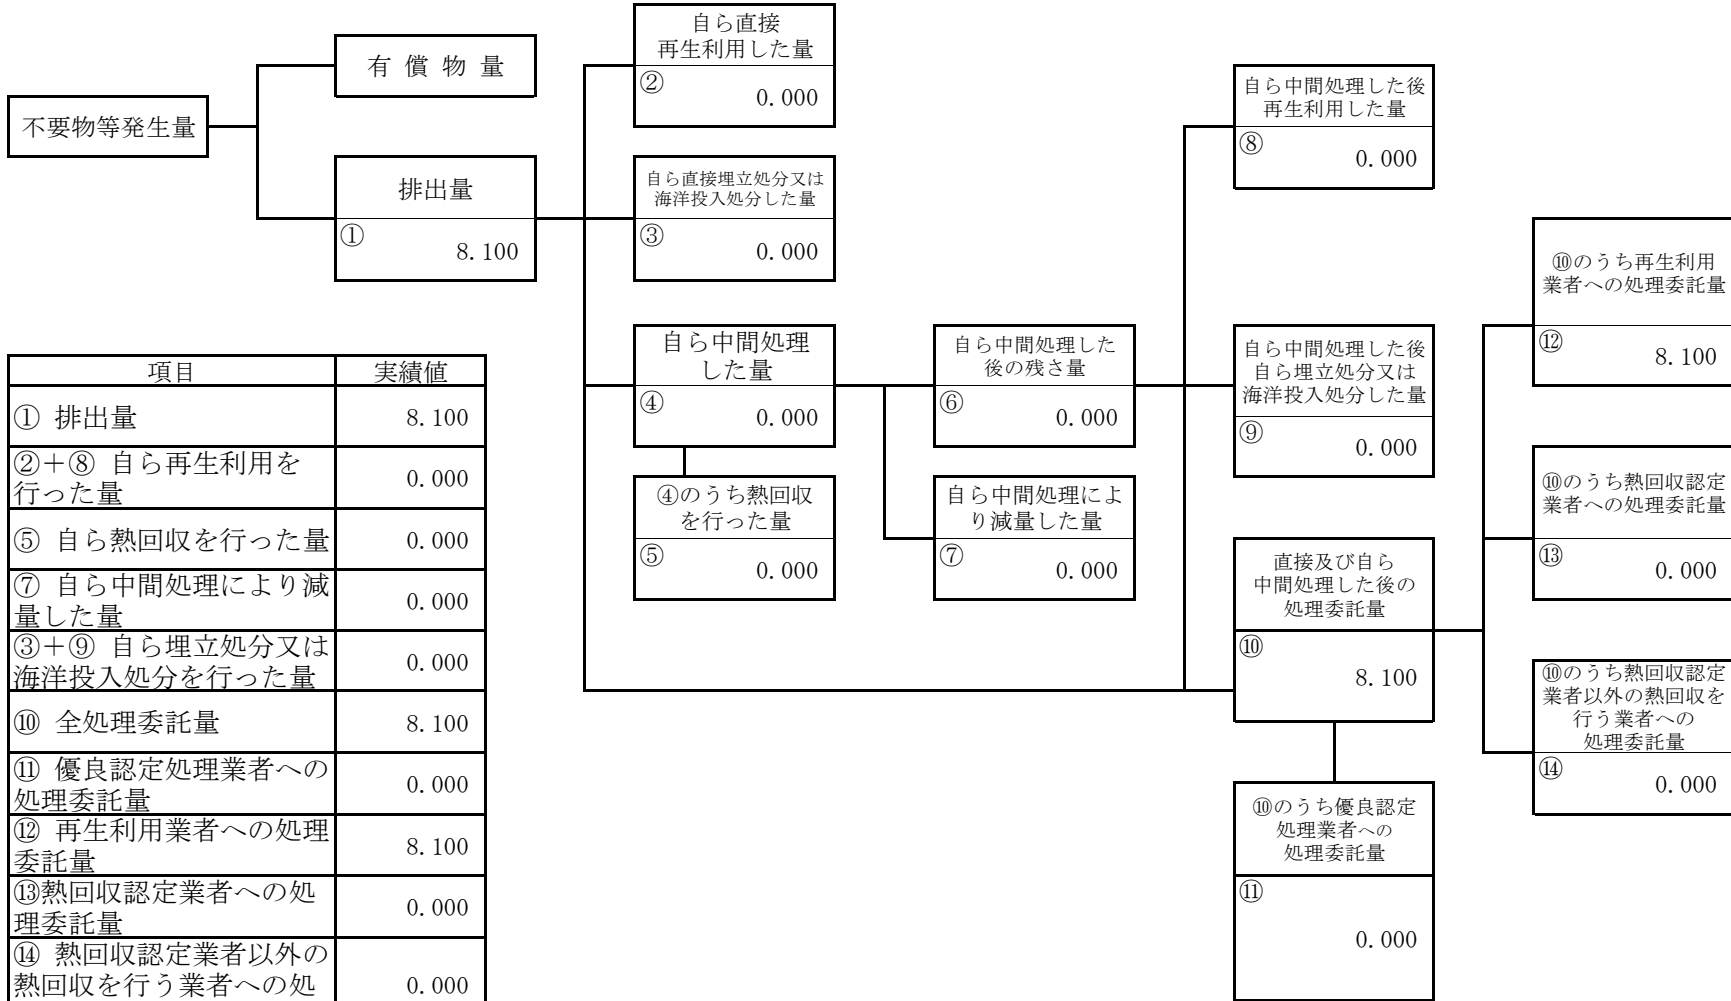 不要物等発生量
有 償 物 量
排出量
①
8.100
自ら直接
再生利用した量
②
0.000
自ら直接埋立処分又は
海洋投入処分した量
③
0.000
自ら中間処理
した量
④
0.000
④のうち熱回収
を行った量
⑤
0.000
自ら中間処理した
後の残さ量
⑥
0.000
自ら中間処理によ
り減量した量
⑦
0.000
自ら中間処理した後
再生利用した量
⑧
0.000
自ら中間処理した後
自ら埋立処分又は
海洋投入処分した量
⑨
0.000
直接及び自ら
中間処理した後の
処理委託量
⑩
8.100
⑩のうち優良認定
処理業者への
処理委託量
⑪
0.000
⑩のうち再生利用
業者への処理委託量
⑫
8.100
⑩のうち熱回収認定
業者への処理委託量
⑬
0.000
⑩のうち熱回収認定
業者以外の熱回収を
行う業者への
処理委託量
⑭
0.000
項目 実績値
① 排出量 8.100
②＋⑧ 自ら再生利用を
行った量 0.000
⑤ 自ら熱回収を行った量 0.000
⑦ 自ら中間処理により減
量した量 0.000
③＋⑨ 自ら埋立処分又は
海洋投入処分を行った量 0.000
⑩ 全処理委託量 8.100
⑪ 優良認定処理業者への
処理委託量 0.000
⑫ 再生利用業者への処理
委託量 8.100
⑬熱回収認定業者への処
理委託量 0.000
⑭ 熱回収認定業者以外の
熱回収を行う業者への処 0.000